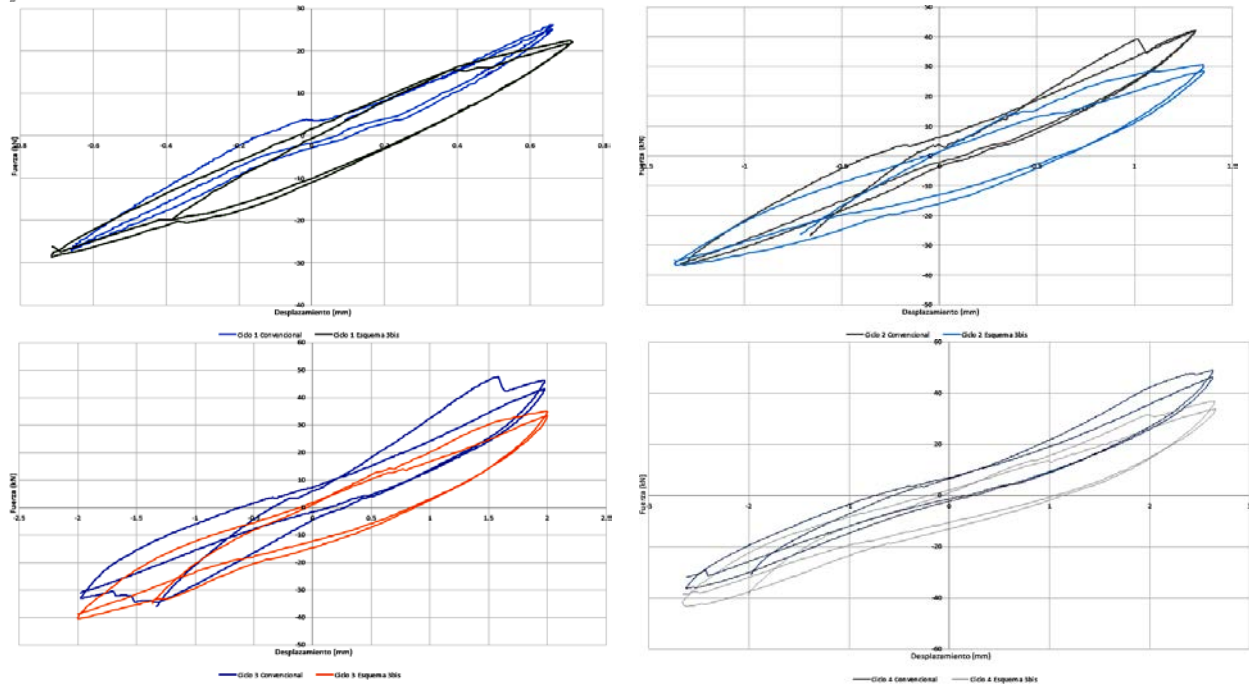 30
20
10
0
-0.6 -0.4 -0.2 0.2 0.4 0.6 0.8
Fuerza (kN)
-10
-20
-30
-40
Desplazamiento (mm)
Ciclo 1 Convencional Ciclo 1 Esquema 3bis
50
40
30
20
10
0
-1 -0.5 0 0.5 1 1.5
Fuerza (kN)
-10
-20
-30
-40
-50
Desplazamiento (mm)
Ciclo 2 Convencional Ciclo 2 Esquema 3bis
60
50
40
30
20
10
0
-2.5 -2 -1.5 -1 -0.5 0 0.5 1 1.5 2 2.5
Fuerza (kN)
-10
-20
-30
-40
-50
Desplazamiento (mm)
Ciclo 3 Convencional Ciclo 3 Esquema 3bis
60
40
20
0
-2 -1 0 1 2
Fuerza (kN)
-20
-40
-60
Desplazamiento (mm)
Ciclo 4 Convencional Ciclo 4 Esquema 3bis